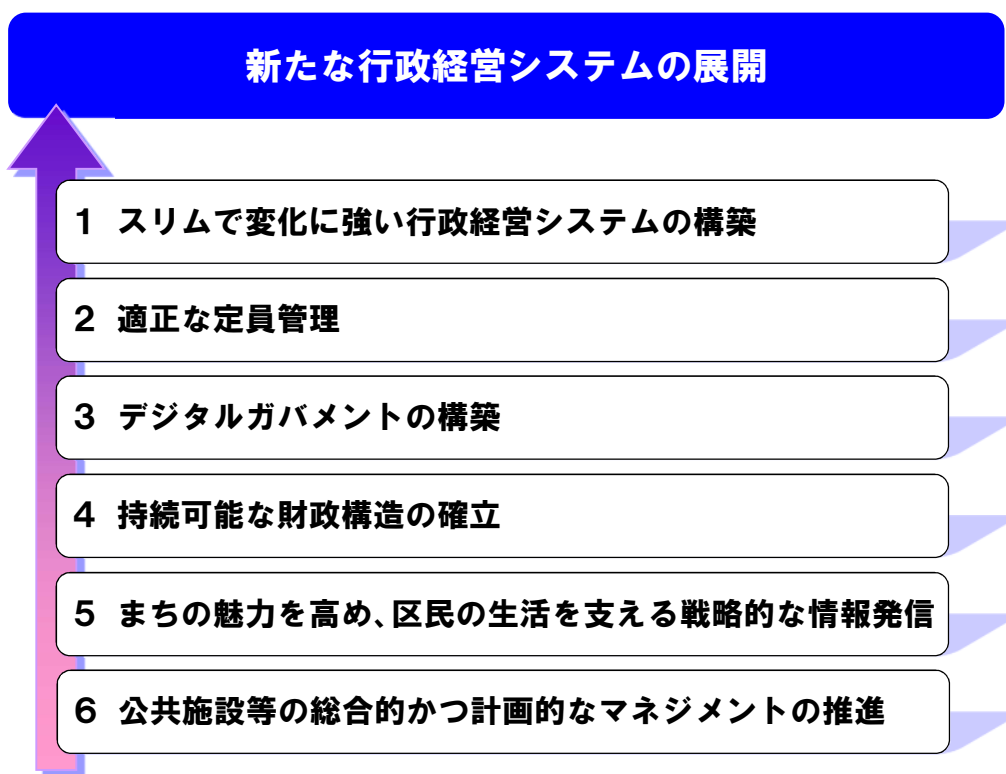 新たな行政経営システムの展開
1 スリムで変化に強い行政経営システムの構築
2 適正な定員管理
3 デジタルガバメントの構築
4 持続可能な財政構造の確立
5 まちの魅力を高め、区民の生活を支える戦略的な情報発信
6 公共施設等の総合的かつ計画的なマネジメントの推進